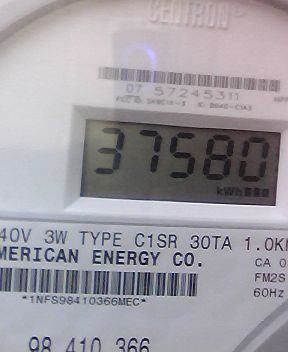 CENTRON®
07 57245311
37580
kWh
40V 3W TYPE C1SR 30TA 1.0K
MERICAN ENERGY CO.
CA 0
FM2S
60Hz
*1NFS98410366MEC*
98 410 366